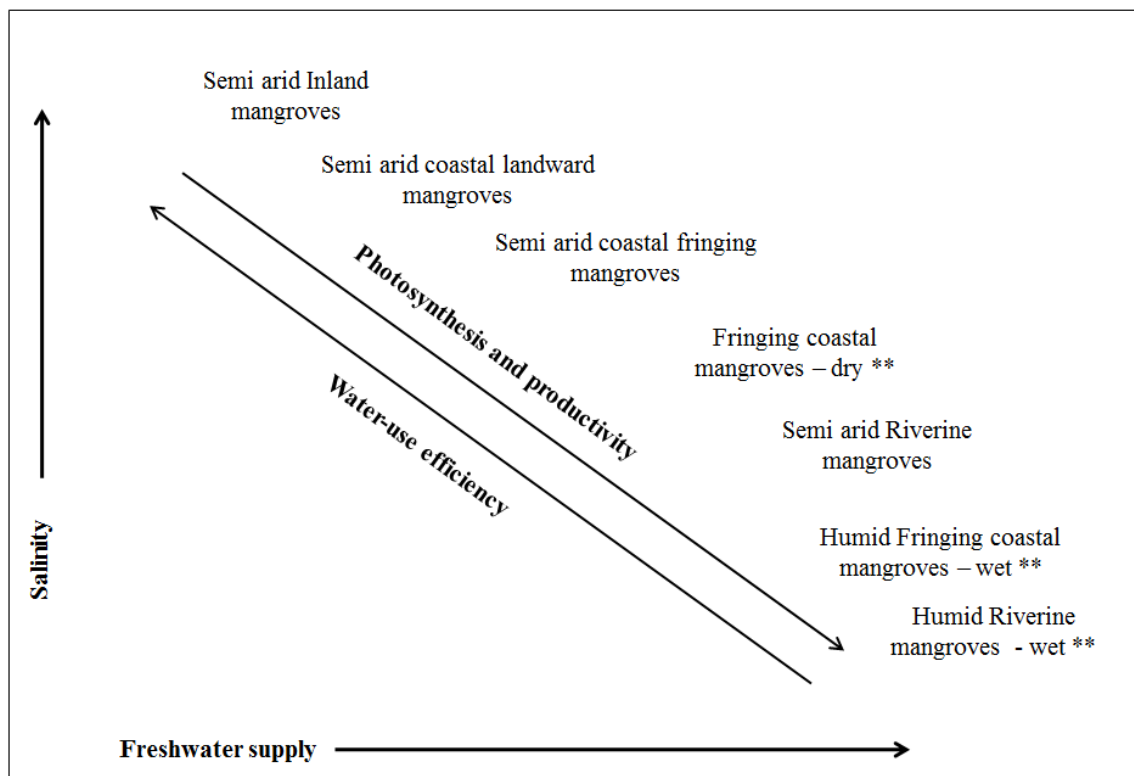 Semi arid Inland
mangroves
Semi arid coastal landward
mangroves
Semi arid coastal fringing
mangroves
Photosynthesis and productivity
Fringing coastal
mangroves – dry **
Water-use efficiency
Semi arid Riverine
mangroves
Salinity
Humid Fringing coastal
mangroves – wet **
Humid Riverine
mangroves - wet **
Freshwater supply